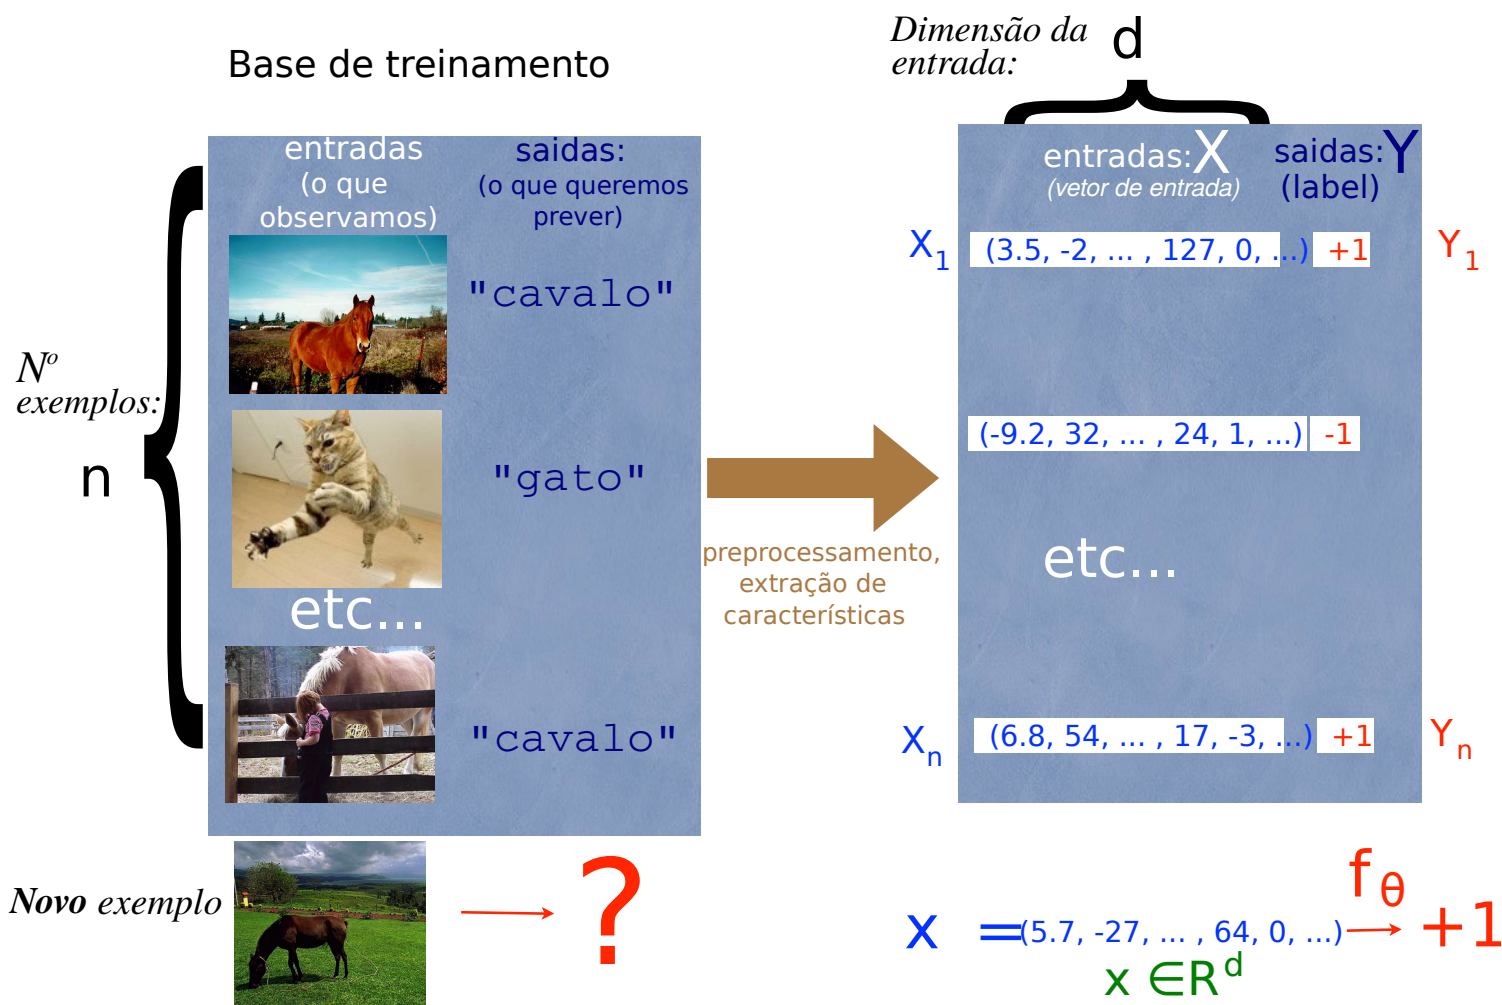 Base de treinamento
entradas
(o que
observamos)
saidas:
(o que queremos
prever)
"cavalo"
Nº
exemplos:
n
"gato"
etc...
"cavalo"
Novo exemplo
?
preprocessamento,
extração de
características
Dimensão da
entrada:
d
entradas:X
(vetor de entrada)
saidas:Y
(label)
X1 (3.5, -2, ... , 127, 0, ...) +1 Y1
(-9.2, 32, ... , 24, 1, ...) -1
etc...
Xn (6.8, 54, ... , 17, -3, ...) +1 Yn
x =(5.7, -27, ... , 64, 0, ...) fθ +1
x ∈Rd